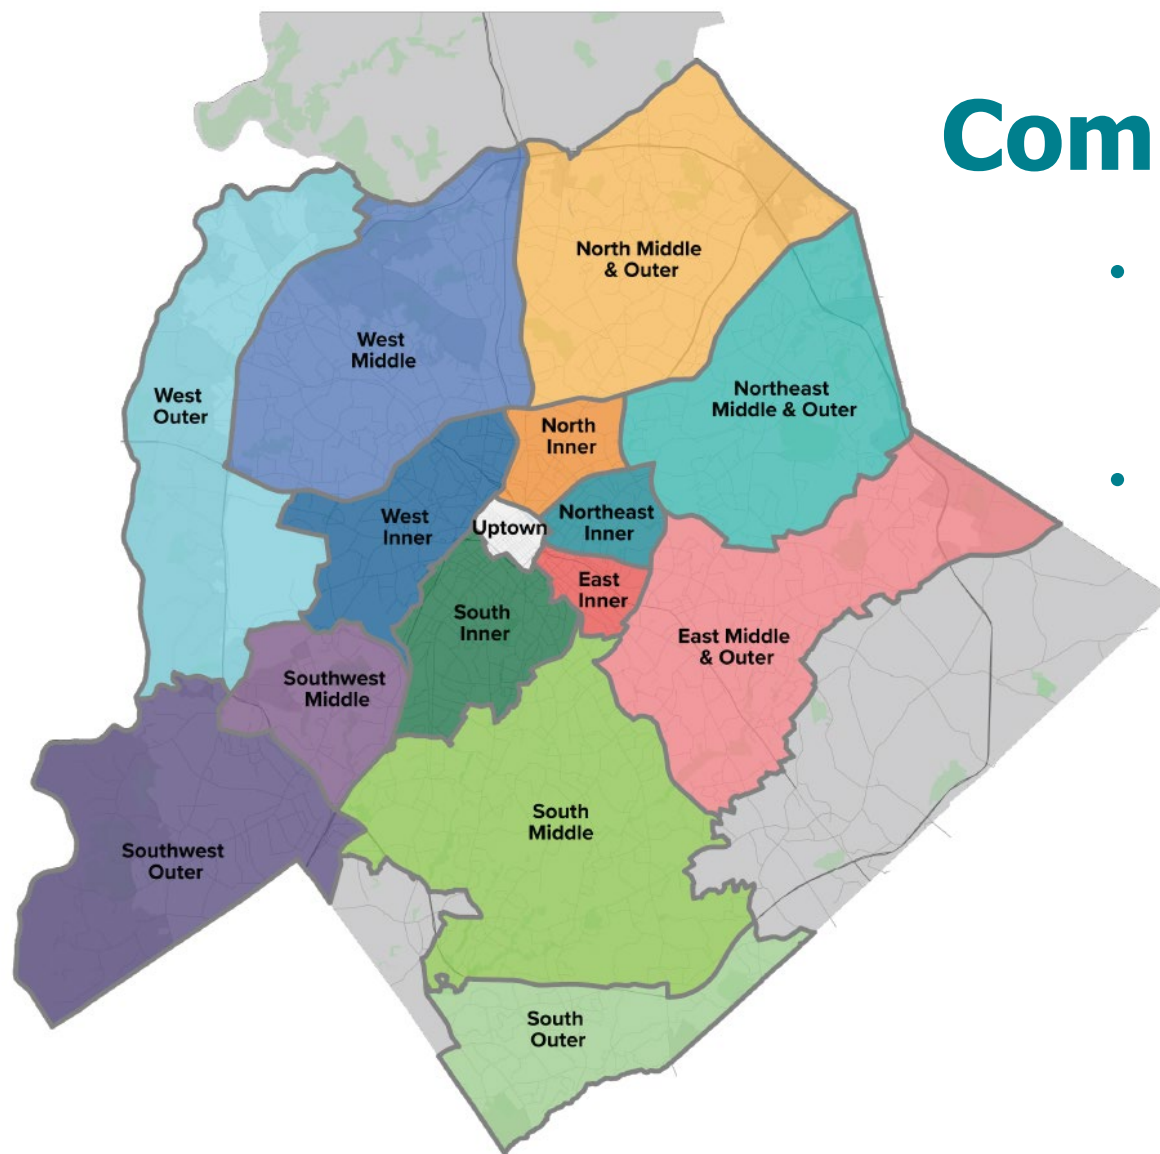 Com
•
•
North Middle
& Outer
West
Middle
West
Outer
Northeast
Middle & Outer
North
Inner
West
Inner
Uptown
Northeast
Inner
East
Inner
South
Inner
East Middle
& Outer
Southwest
Middle
South
Middle
Southwest
Outer
South
Outer